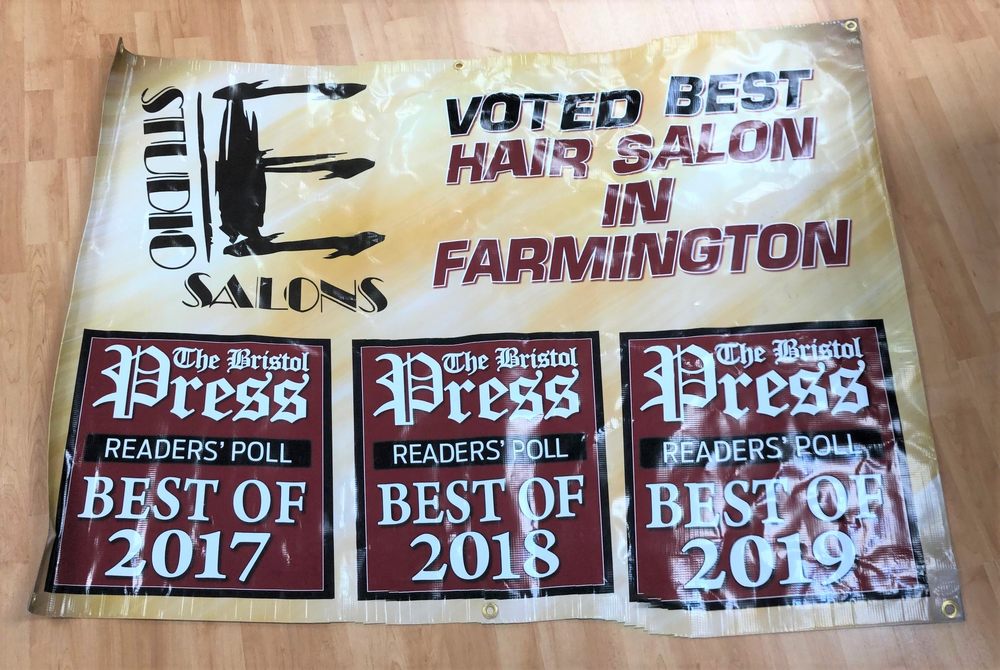 STUDIO
E
SALONS
VOTED BEST
HAIR SALON
IN
FARMINGTON
The Bristol
Press
READERS' POLL
BEST OF
2017
The Bristol
Press
READERS' POLL
BEST OF
2018
The Bristol
Press
READERS' POLL
BEST OF
2019